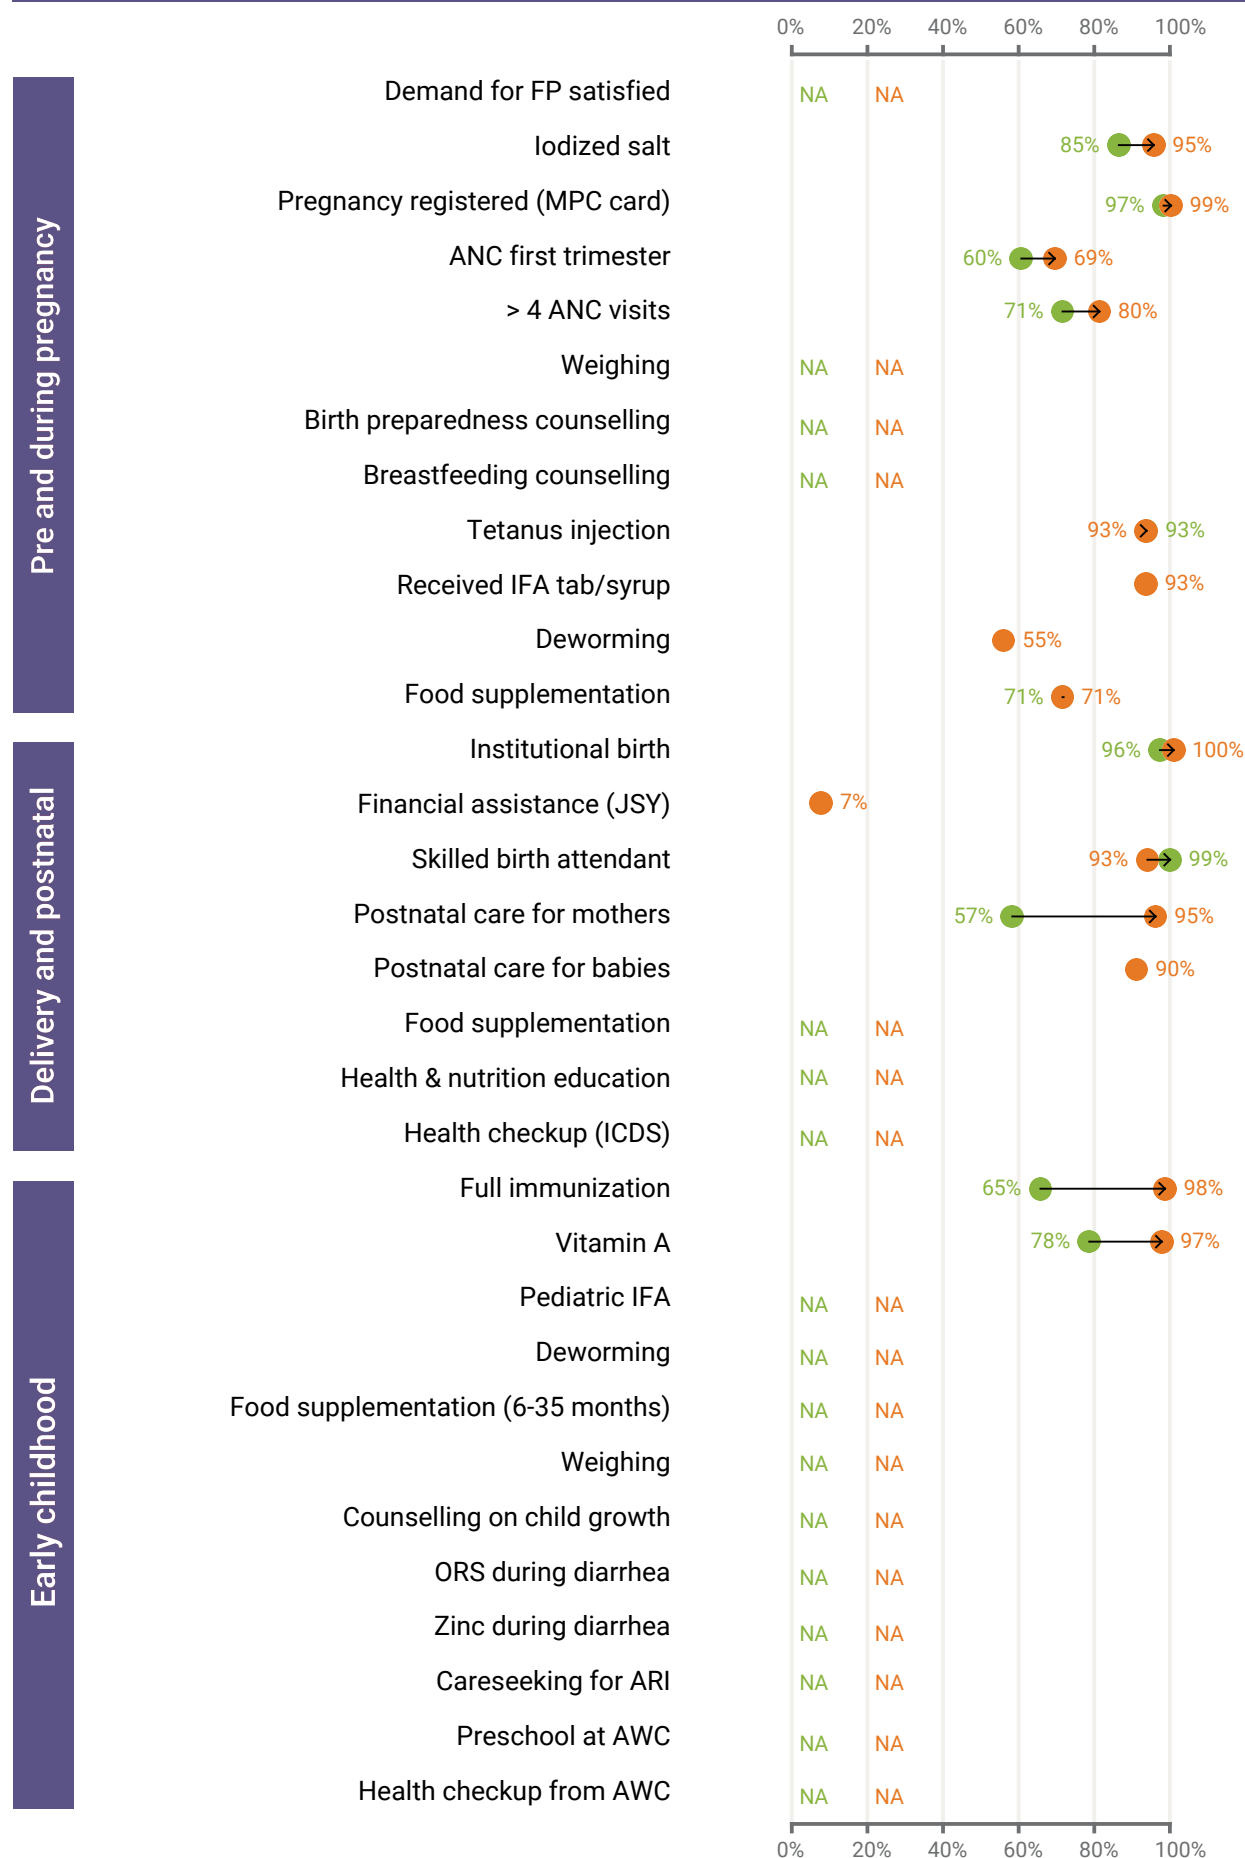 0% 20% 40% 60% 80% 100%
Pre and during pregnancy
Demand for FP satisfied NA NA
Iodized salt 85% 95%
Pregnancy registered (MPC card) 97% 99%
ANC first trimester 60% 69%
> 4 ANC visits 71% 80%
Weighing NA NA
Birth preparedness counselling NA NA
Breastfeeding counselling NA NA
Tetanus injection 93% 93%
Received IFA tab/syrup 93%
Deworming 55%
Food supplementation 71% 71%
Delivery and postnatal
Institutional birth 96% 100%
Financial assistance (JSY) 7%
Skilled birth attendant 93% 99%
Postnatal care for mothers 57% 95%
Postnatal care for babies 90%
Food supplementation NA NA
Health & nutrition education NA NA
Health checkup (ICDS) NA NA
Early childhood
Full immunization 65% 98%
Vitamin A 78% 97%
Pediatric IFA NA NA
Deworming NA NA
Food supplementation (6-35 months) NA NA
Weighing NA NA
Counselling on child growth NA NA
ORS during diarrhea NA NA
Zinc during diarrhea NA NA
Careseeking for ARI NA NA
Preschool at AWC NA NA
Health checkup from AWC NA NA
0% 20% 40% 60% 80% 100%